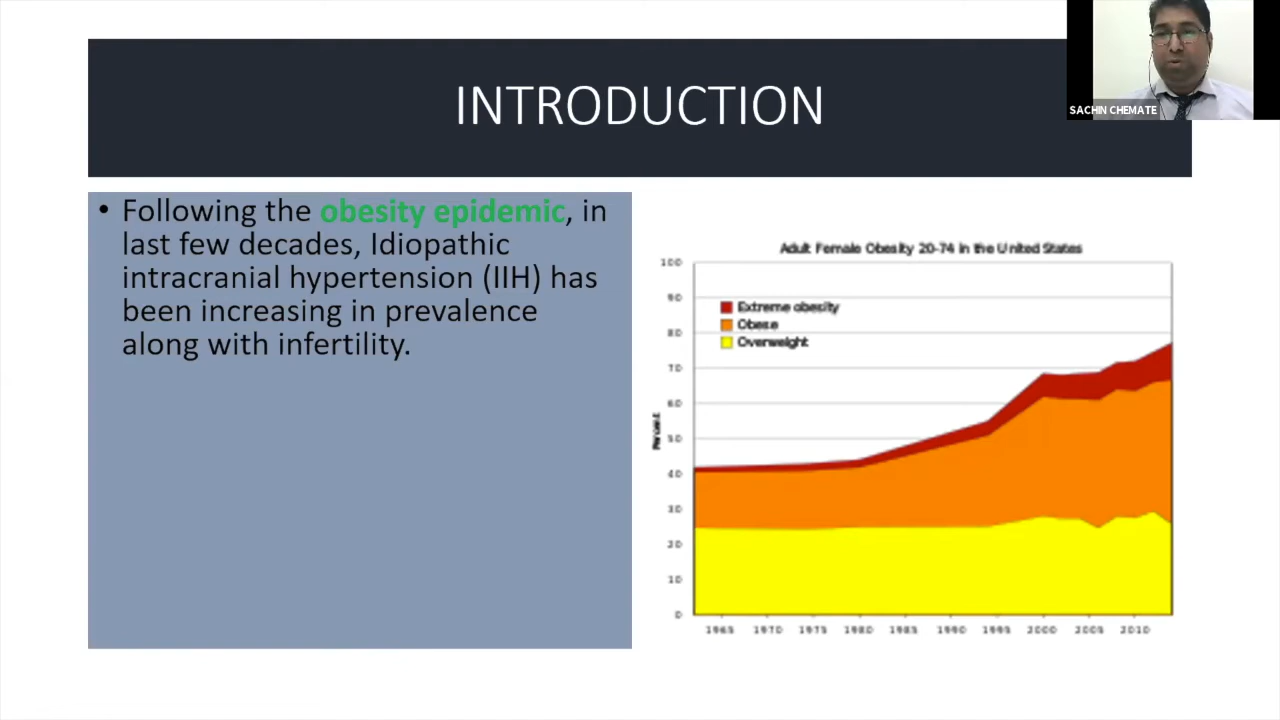 INTRODUCTION
SACHIN CHEMATE
• Following the obesity epidemic, in
last few decades, Idiopathic
intracranial hypertension (IIH) has
been increasing in prevalence
along with infertility.
Adult Female Obesity 20-74 in the United States
100
90
80
70
60
50
40
30
20
10
0
Percent
Extreme obesity
Obese
Overweight
1965 1970 1975 1980 1985 1990 1995 2000 2005 2010